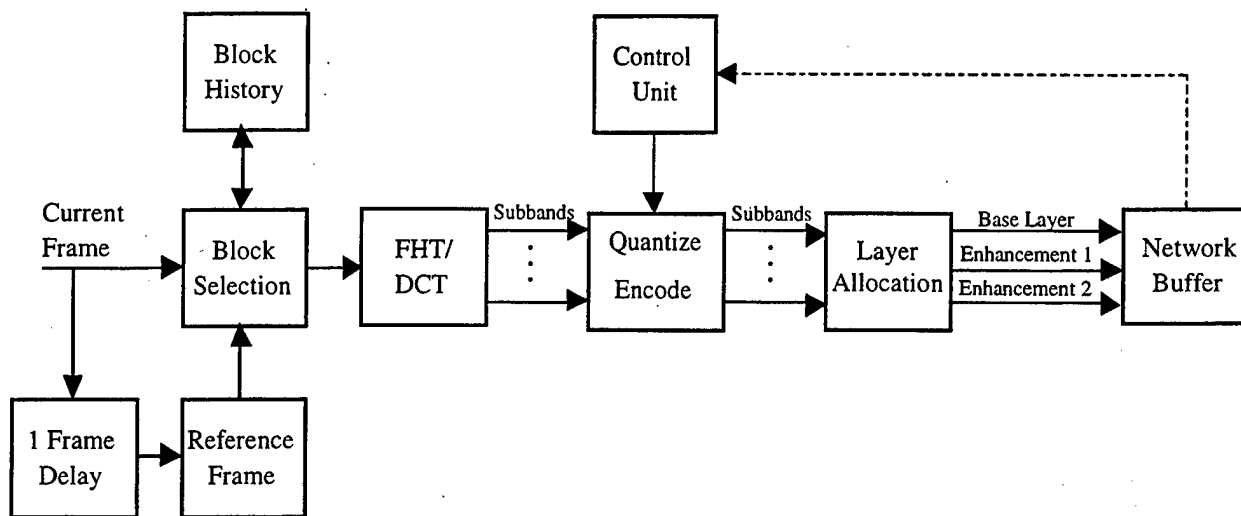 Block
History
Control
Unit
Current
Frame
Block
Selection
FHT/
DCT
Subbands
Quantize
Encode
Subbands
Layer
Allocation
Base Layer
Enhancement 1
Enhancement 2
Network
Buffer
1 Frame
Delay
Reference
Frame